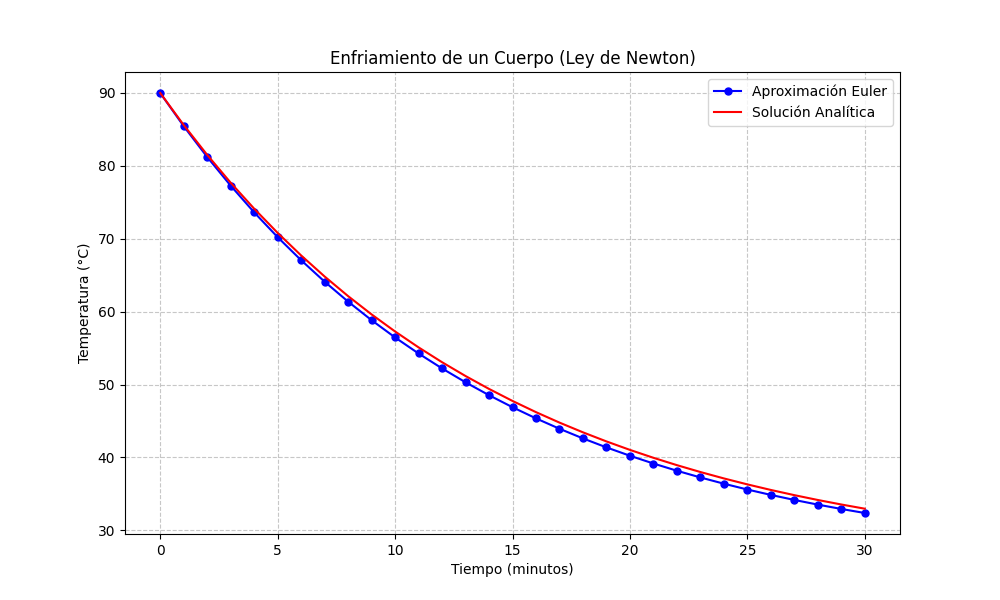 Enfriamiento de un Cuerpo (Ley de Newton)
Aproximación Euler
Solución Analítica
Temperatura (°C)
90
80
70
60
50
40
30
0 5 10 15 20 25 30
Tiempo (minutos)